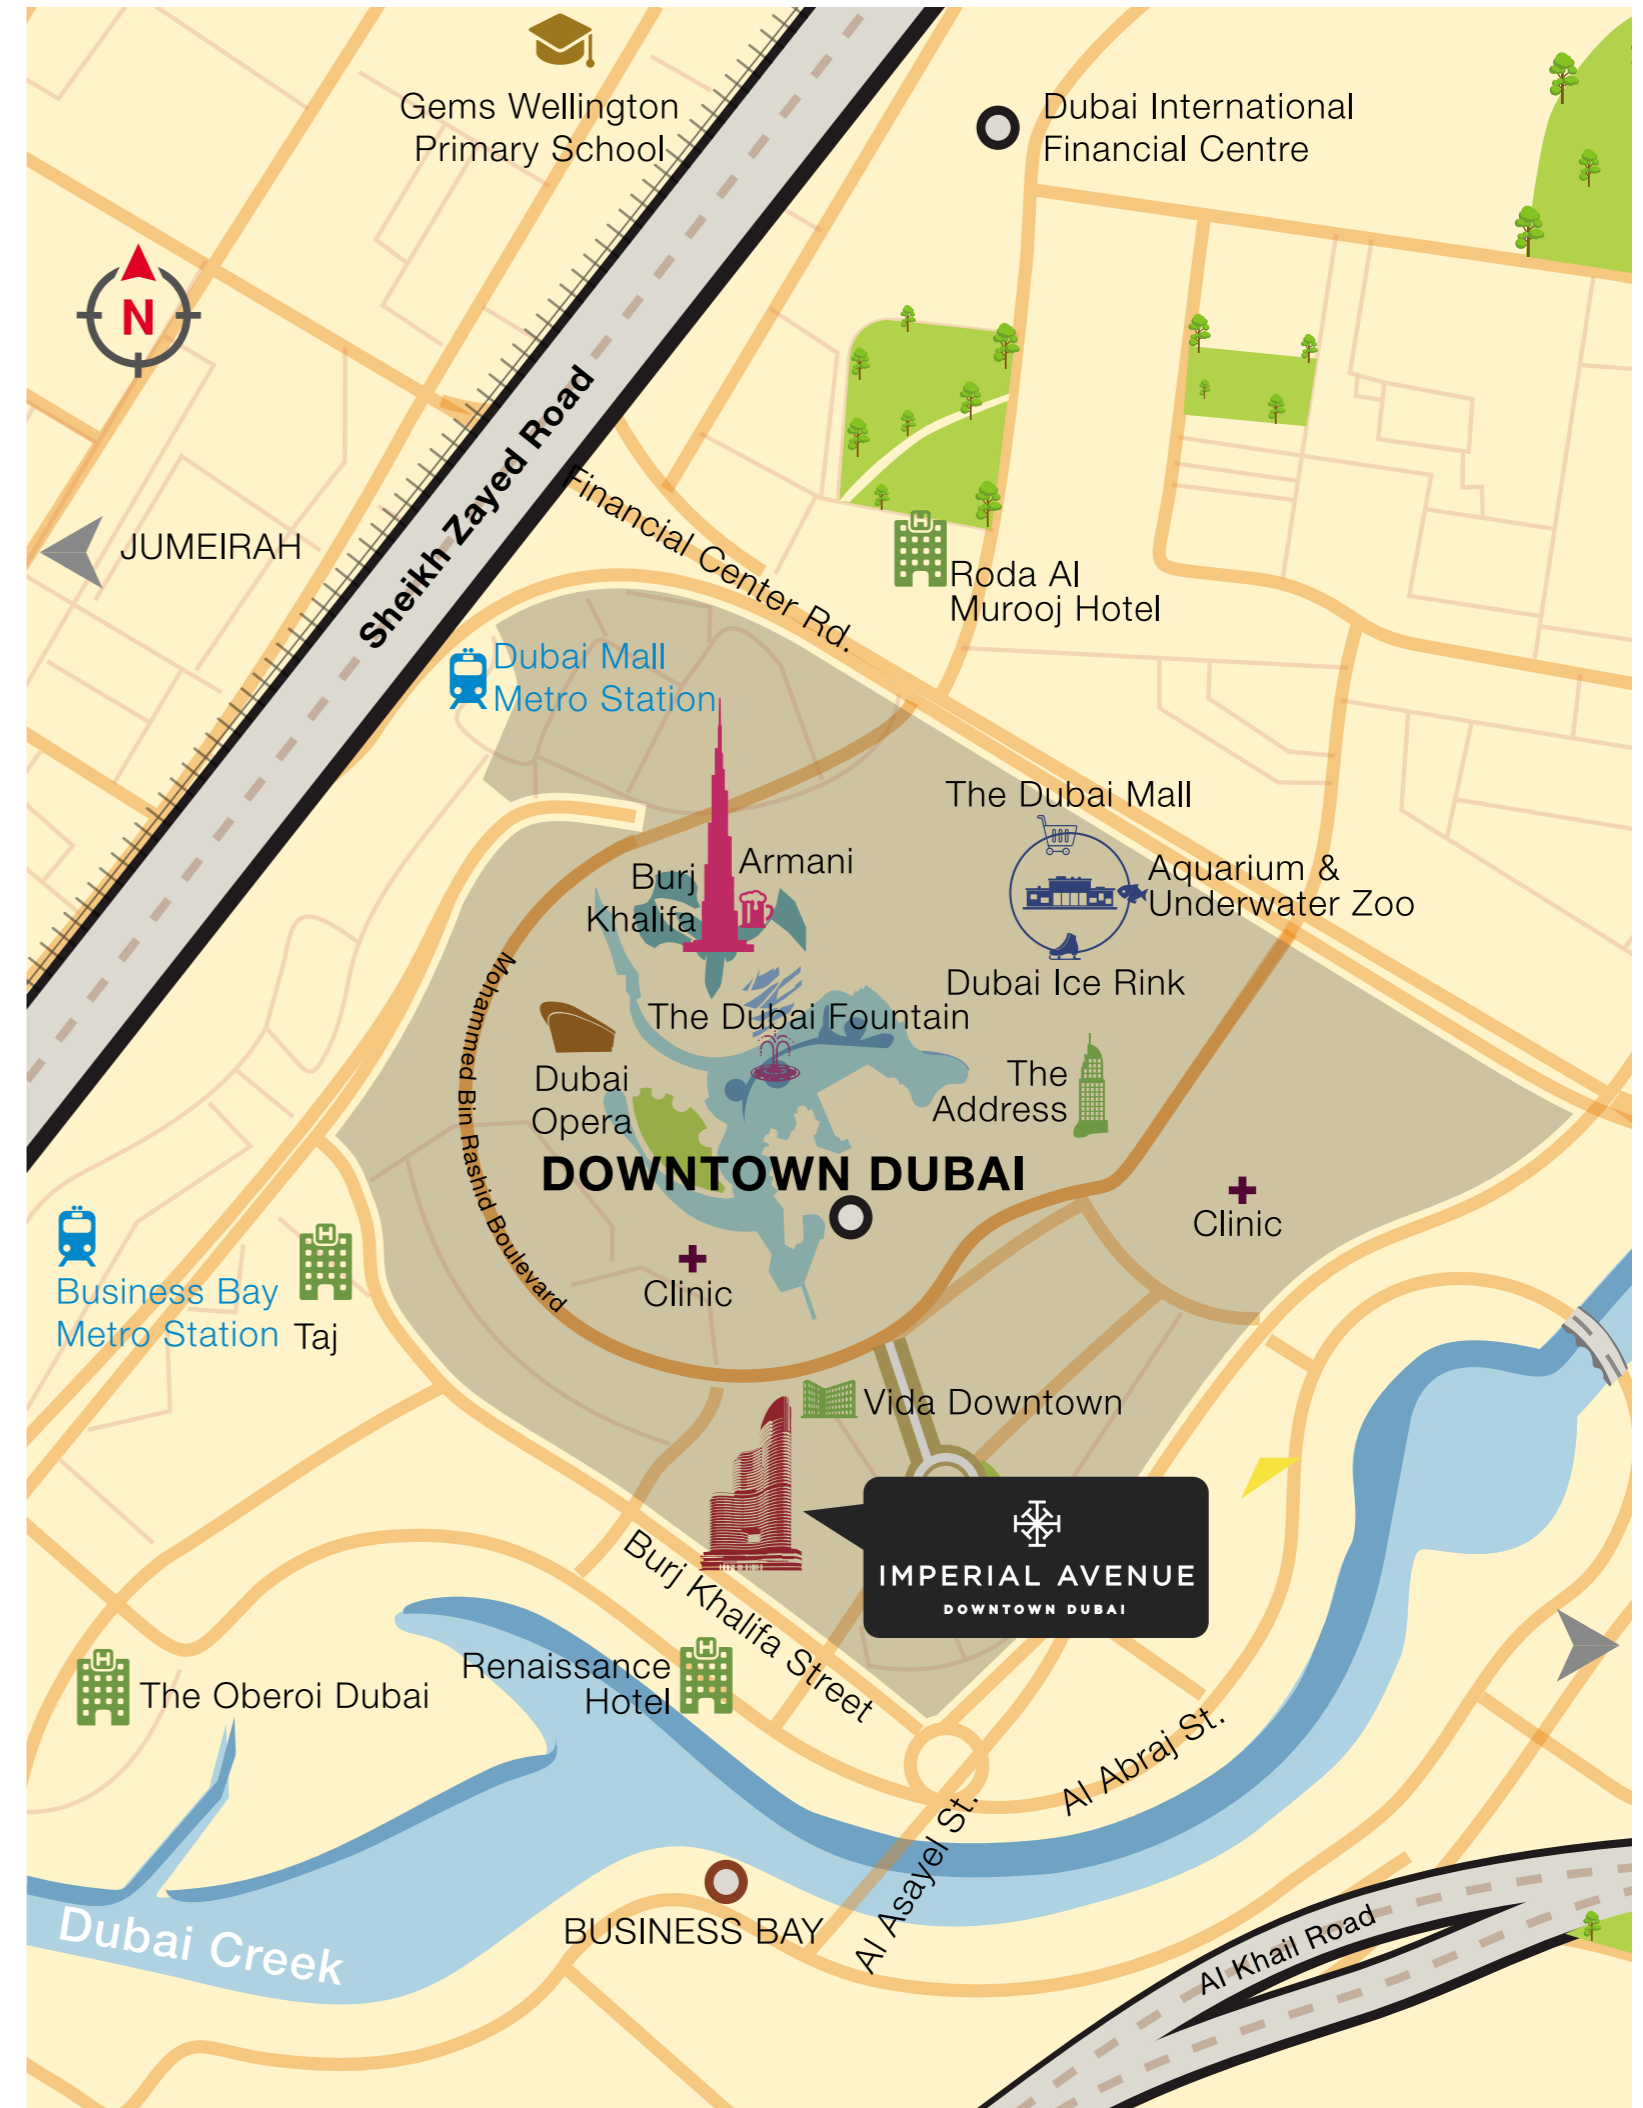 Gems Wellington
Primary School
Dubai International
Financial Centre
N
Sheikh Zayed Road
JUMEIRAH
Financial Center Rd.
H
Roda Al
Murooj Hotel
Dubai Mall
Metro Station
The Dubai Mall
Burj
Khalifa
Armani
Aquarium &
Underwater Zoo
Dubai Ice Rink
Mohammed Bin Rashid Boulevard
The Dubai Fountain
Dubai
Opera
The
Address
DOWNTOWN DUBAI
Clinic
Clinic
Business Bay
Metro Station
H
Taj
Vida Downtown
IMPERIAL AVENUE
DOWNTOWN DUBAI
Burj Khalifa Street
H
The Oberoi Dubai
Renaissance
Hotel
H
Al Abraj St.
Al Asayel St.
BUSINESS BAY
Dubai Creek
Al Khail Road